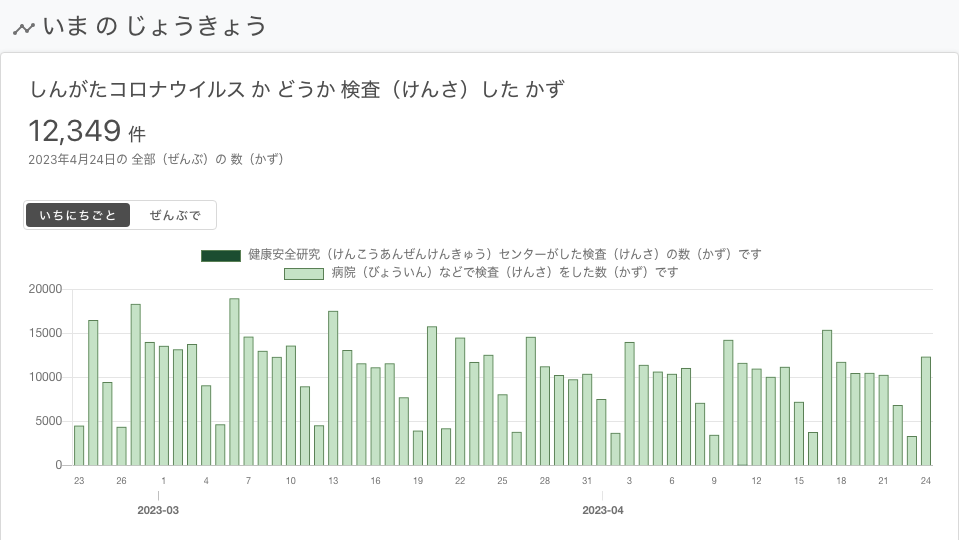 いま の じょうきょう
しんがたコロナウイルス か どうか 検査（けんさ）した かず
12,349 件
2023年4月24日の 全部（ぜんぶ）の 数（かず）
いちにちごと ぜんぶで
健康安全研究（けんこうあんぜんけんきゅう）センターがした検査（けんさ）の数（かず）です
病院（びょういん）などで検査（けんさ）をした数（かず）です
20000
15000
10000
5000
0
23 26 1 4 7 10 13 16 19 22 25 28 31 3 6 9 12 15 18 21 24
2023-03 2023-04